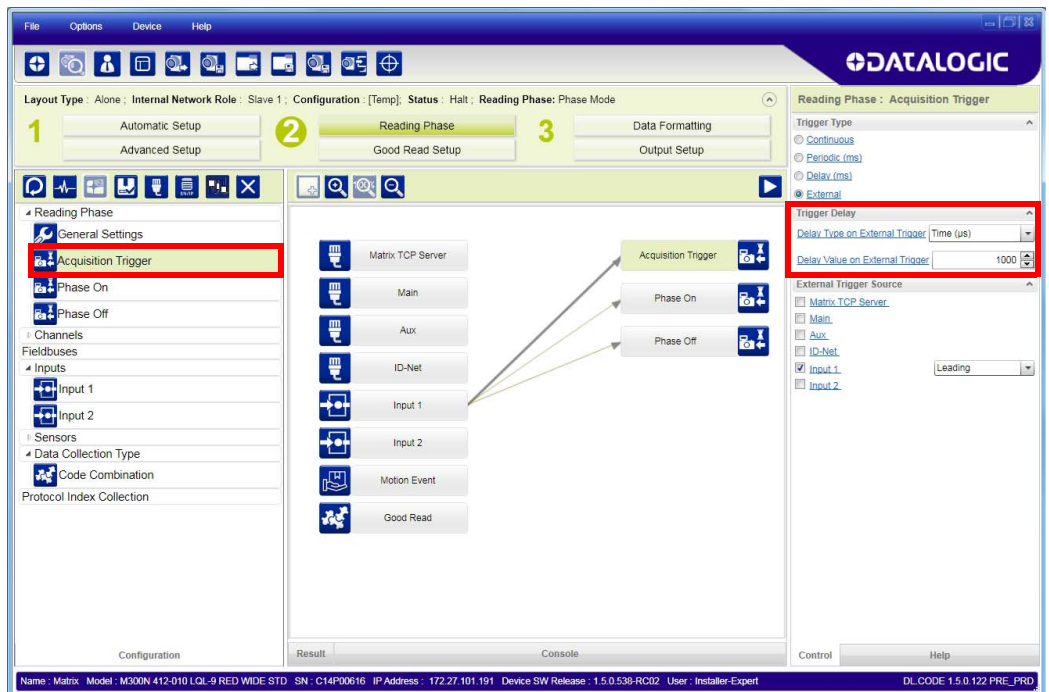 File Options Device Help
DATALOGIC
Layout Type : Alone ; Internal Network Role : Slave 1 ; Configuration : [Temp]; Status : Halt ; Reading Phase: Phase Mode
1 Automatic Setup
Advanced Setup
2 Reading Phase
Good Read Setup
3 Data Formatting
Output Setup
Reading Phase
General Settings
Acquisition Trigger
Phase On
Phase Off
Channels
Fieldbuses
Inputs
Input 1
Input 2
Sensors
Data Collection Type
Code Combination
Protocol Index Collection
Configuration
100%
Matrix TCP Server
Main
Aux
ID-Net
Input 1
Input 2
Motion Event
Good Read
Acquisition Trigger
Phase On
Phase Off
Result Console
Reading Phase : Acquisition Trigger
Trigger Type
Continuous
Periodic (ms)
Delay (ms)
External
Trigger Delay
Delay Type on External Trigger Time (µs)
Delay Value on External Trigger 1000
External Trigger Source
Matrix TCP Server
Main
Aux
ID-Net
Input 1 Leading
Input 2
Control Help
Name : Matrix Model : M300N 412-010 LQL-9 RED WIDE STD SN : C14P00616 IP Address : 172.27.101.191 Device SW Release : 1.5.0.538-RC02 User : Installer-Expert DL.CODE 1.5.0.122 PRE_PRD